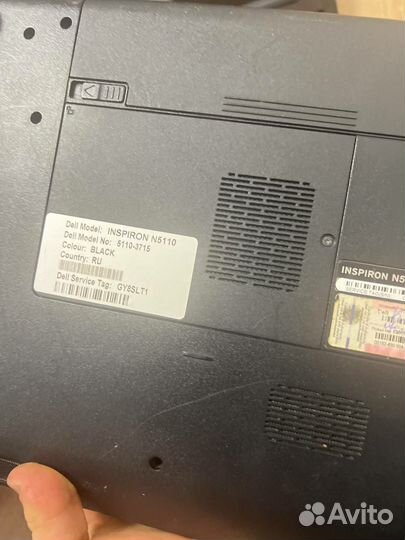 Dell Model: INSPIRON N5110
Dell Model No: 5110-3715
Colour: BLACK
Country: RU
Dell Service Tag: GY8SLT1
INSPIRON N5
Avito